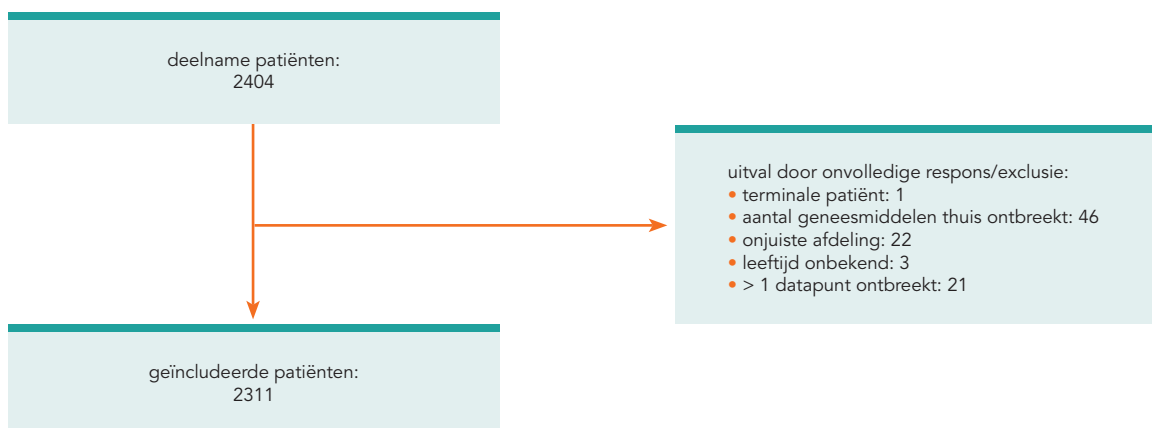 deelname patiënten:
2404
uitval door onvolledige respons/exclusie:
• terminale patiënt: 1
• aantal geneesmiddelen thuis ontbreekt: 46
• onjuiste afdeling: 22
• leeftijd onbekend: 3
• > 1 datapunt ontbreekt: 21
geïncludeerde patiënten:
2311